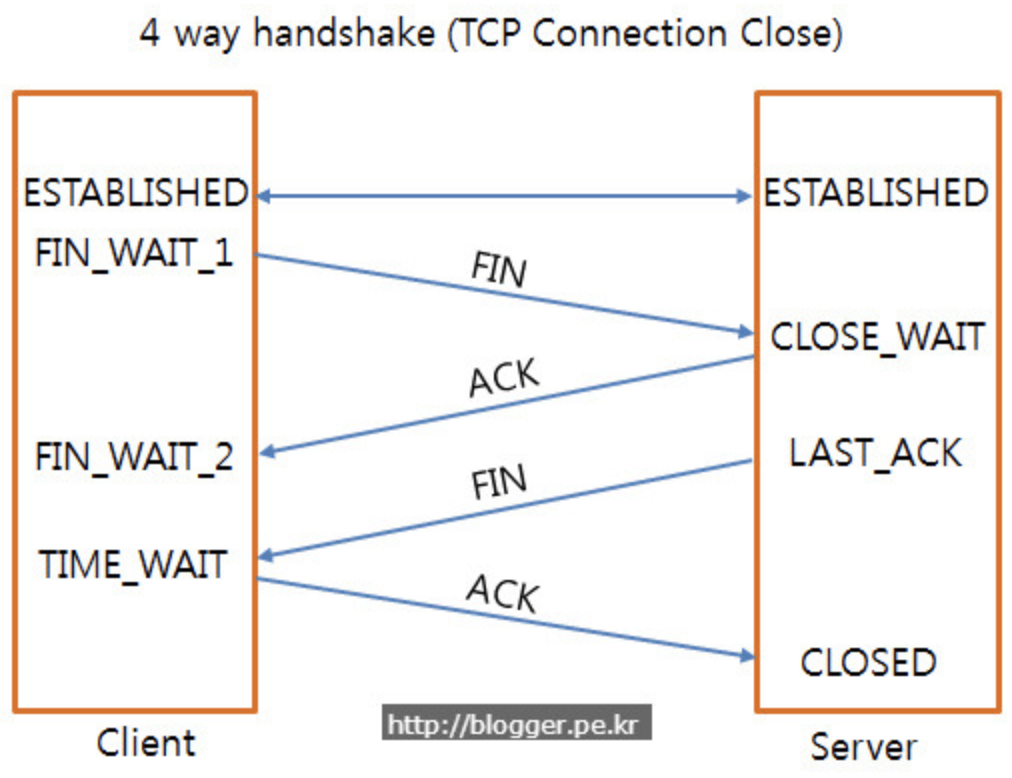 4 way handshake (TCP Connection Close)
ESTABLISHED
ESTABLISHED
FIN_WAIT_1
FIN
CLOSE_WAIT
ACK
FIN_WAIT_2
LAST_ACK
FIN
TIME_WAIT
ACK
CLOSED
http://blogger.pe.kr
Client
Server